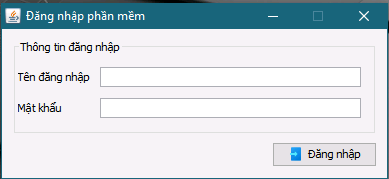 Đăng nhập phần mềm
Thông tin đăng nhập
Tên đăng nhập
Mật khẩu
Đăng nhập